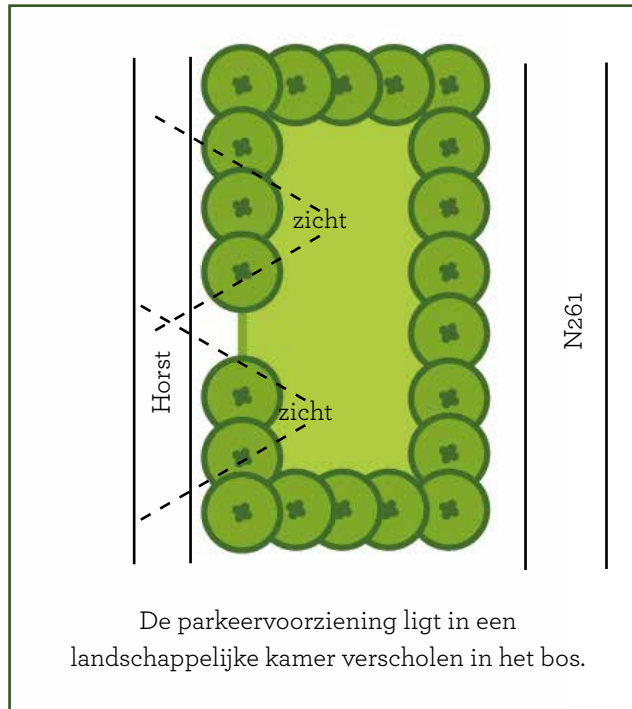 zicht
N261
Horst
zicht
De parkeervoorziening ligt in een
landschappelijke kamer verscholen in het bos.